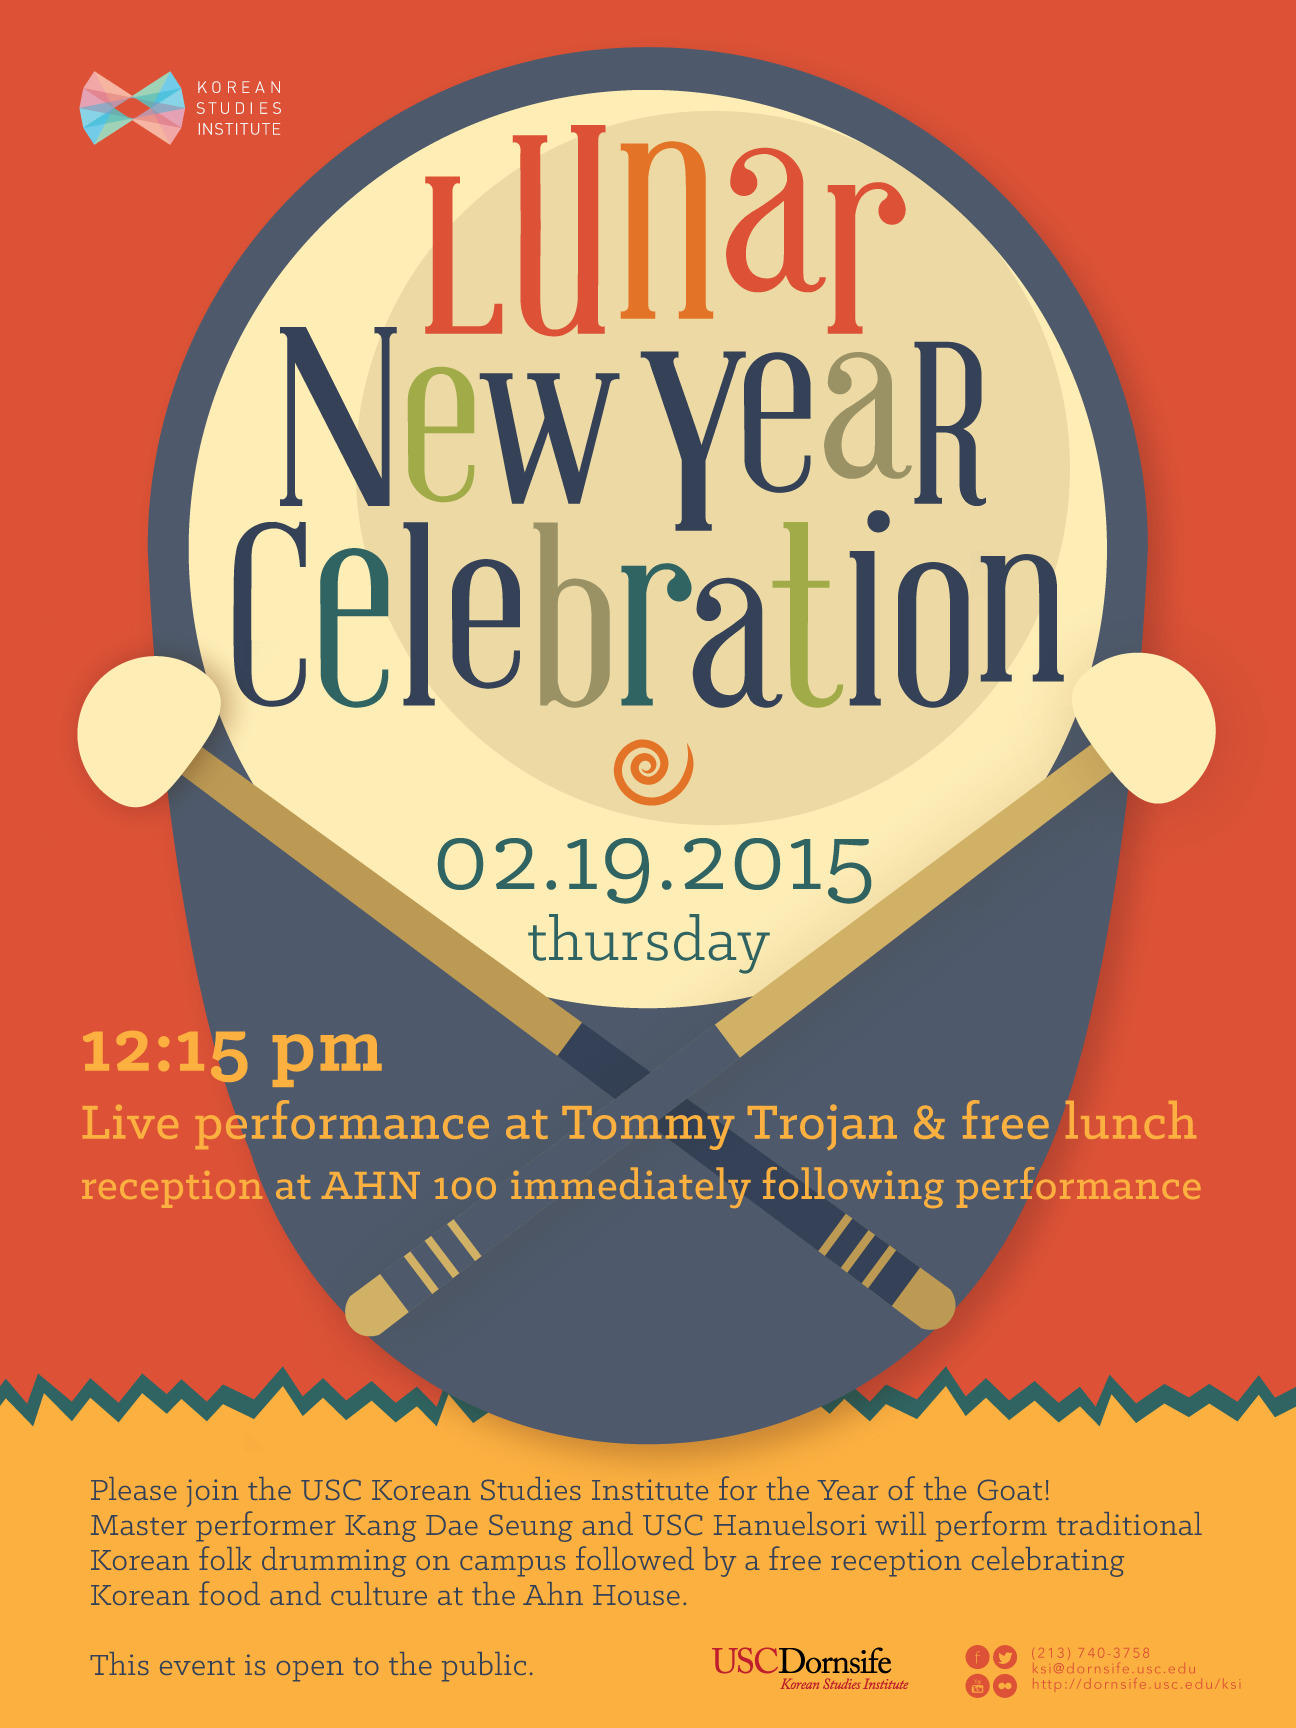 KOREAN
STUDIES
INSTITUTE
Lunar
New Year
Celebration
02.19.2015
thursday
12:15 pm
Live performance at Tommy Trojan & free lunch
reception at AHN 100 immediately following performance
Please join the USC Korean Studies Institute for the Year of the Goat!
Master performer Kang Dae Seung and USC Hanuelsori will perform traditional
Korean folk drumming on campus followed by a free reception celebrating
Korean food and culture at the Ahn House.
This event is open to the public.
USCDornsife
Korean Studies Institute
(213) 740-3758
ksi@dornsife.usc.edu
http://dornsife.usc.edu/ksi